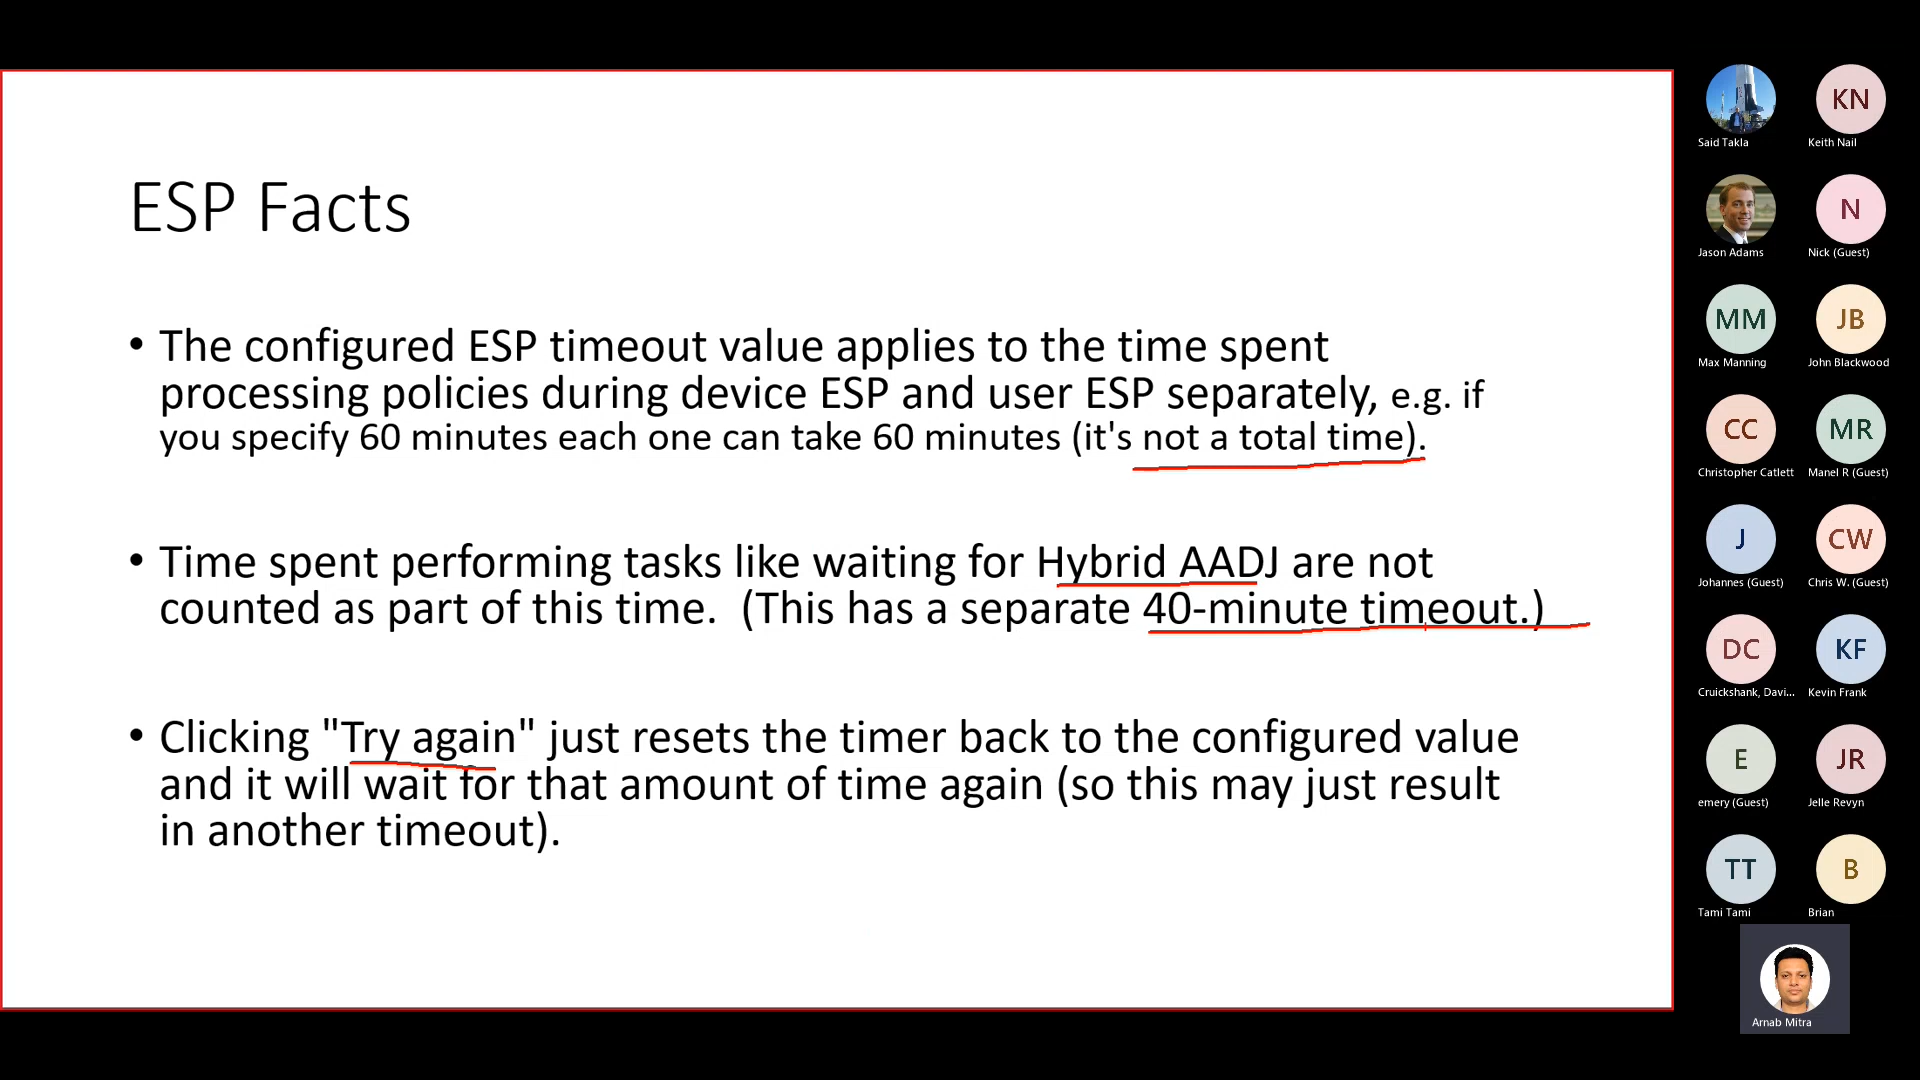 ESP Facts
• The configured ESP timeout value applies to the time spent
processing policies during device ESP and user ESP separately, e.g. if
you specify 60 minutes each one can take 60 minutes (it's not a total time).
• Time spent performing tasks like waiting for Hybrid AADJ are not
counted as part of this time.  (This has a separate 40-minute timeout.)
• Clicking "Try again" just resets the timer back to the configured value
and it will wait for that amount of time again (so this may just result
in another timeout).
KN
Said Takla
Keith Nail
N
Jason Adams
Nick (Guest)
MM
JB
Max Manning
John Blackwood
CC
MR
Christopher Catlett
Manel R (Guest)
J
CW
Johannes (Guest)
Chris W. (Guest)
DC
KF
Cruickshank, Davi...
Kevin Frank
E
JR
emery (Guest)
Jelle Revyn
TT
B
Tami Tami
Brian
Arnab Mitra